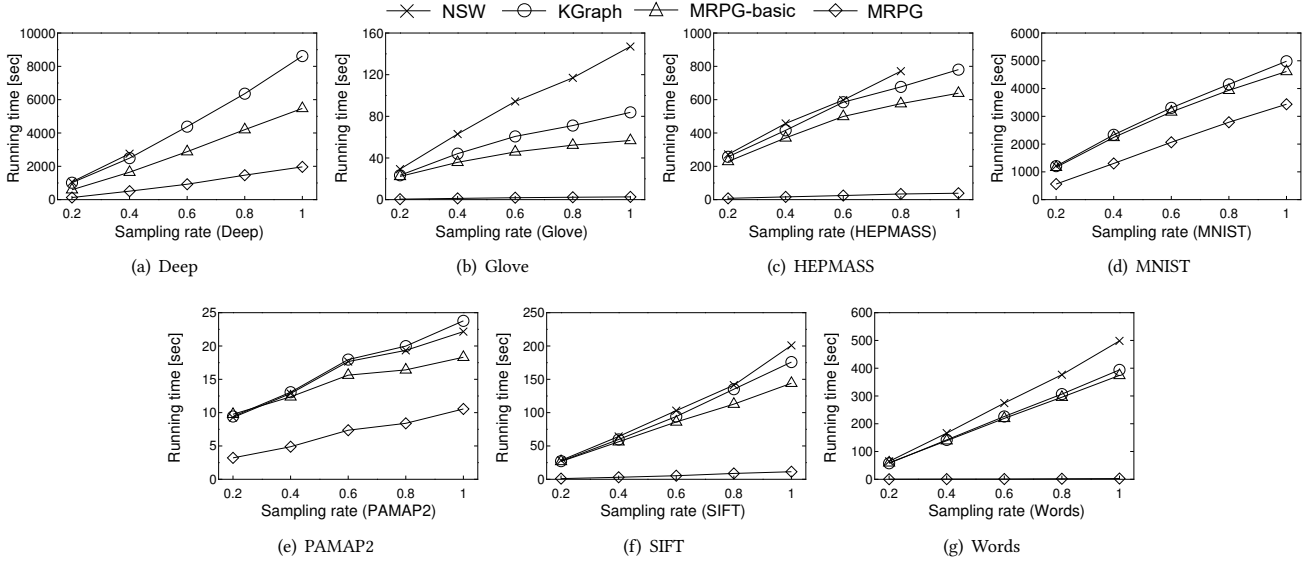 NSW KGraph MRPG-basic MRPG
Running time [sec]
10000
8000
6000
4000
2000
0
0.2 0.4 0.6 0.8 1
Sampling rate (Deep)
(a) Deep
Running time [sec]
160
120
80
40
0
0.2 0.4 0.6 0.8 1
Sampling rate (Glove)
(b) Glove
Running time [sec]
1000
800
600
400
200
0
0.2 0.4 0.6 0.8 1
Sampling rate (HEPMASS)
(c) HEPMASS
Running time [sec]
6000
5000
4000
3000
2000
1000
0
0.2 0.4 0.6 0.8 1
Sampling rate (MNIST)
(d) MNIST
Running time [sec]
25
20
15
10
5
0
0.2 0.4 0.6 0.8 1
Sampling rate (PAMAP2)
(e) PAMAP2
Running time [sec]
250
200
150
100
50
0
0.2 0.4 0.6 0.8 1
Sampling rate (SIFT)
(f) SIFT
Running time [sec]
600
500
400
300
200
100
0
0.2 0.4 0.6 0.8 1
Sampling rate (Words)
(g) Words